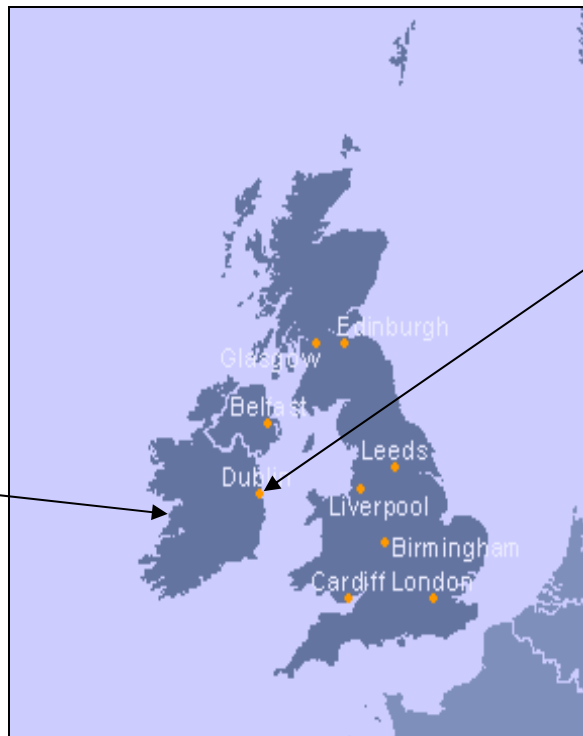 Edinburgh
Glasgow
Belfast
Leeds
Dublin
Liverpool
Birmingham
Cardiff London